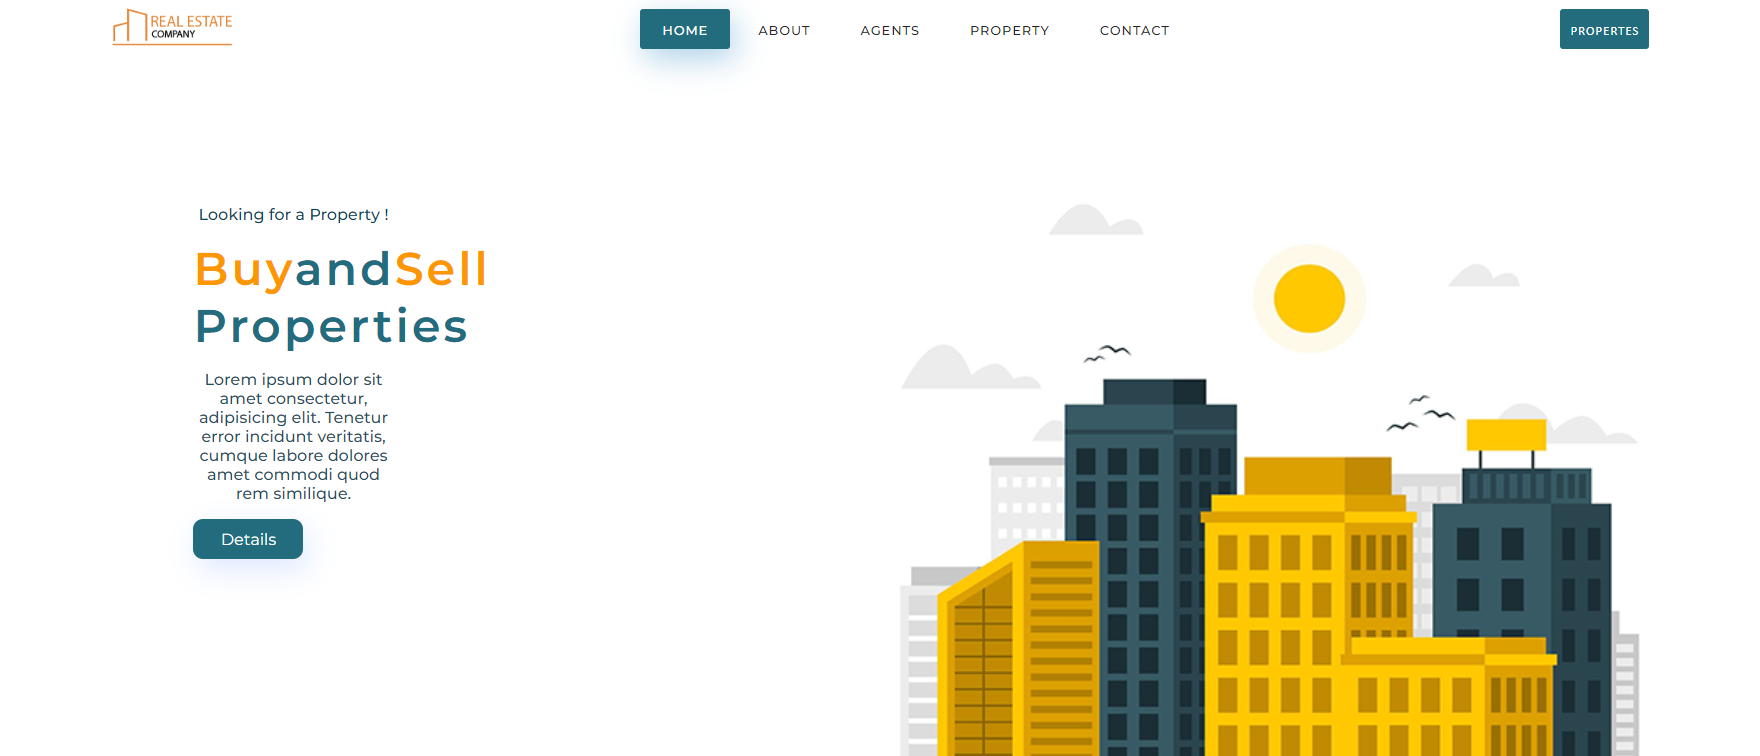 REAL ESTATE
COMPANY
HOME ABOUT AGENTS PROPERTY CONTACT
PROPERTES
Looking for a Property !
BuyandSell
Properties
Lorem ipsum dolor sit
amet consectetur,
adipisicing elit. Tenetur
error incidunt veritatis,
cumque labore dolores
amet commodi quod
rem similique.
Details